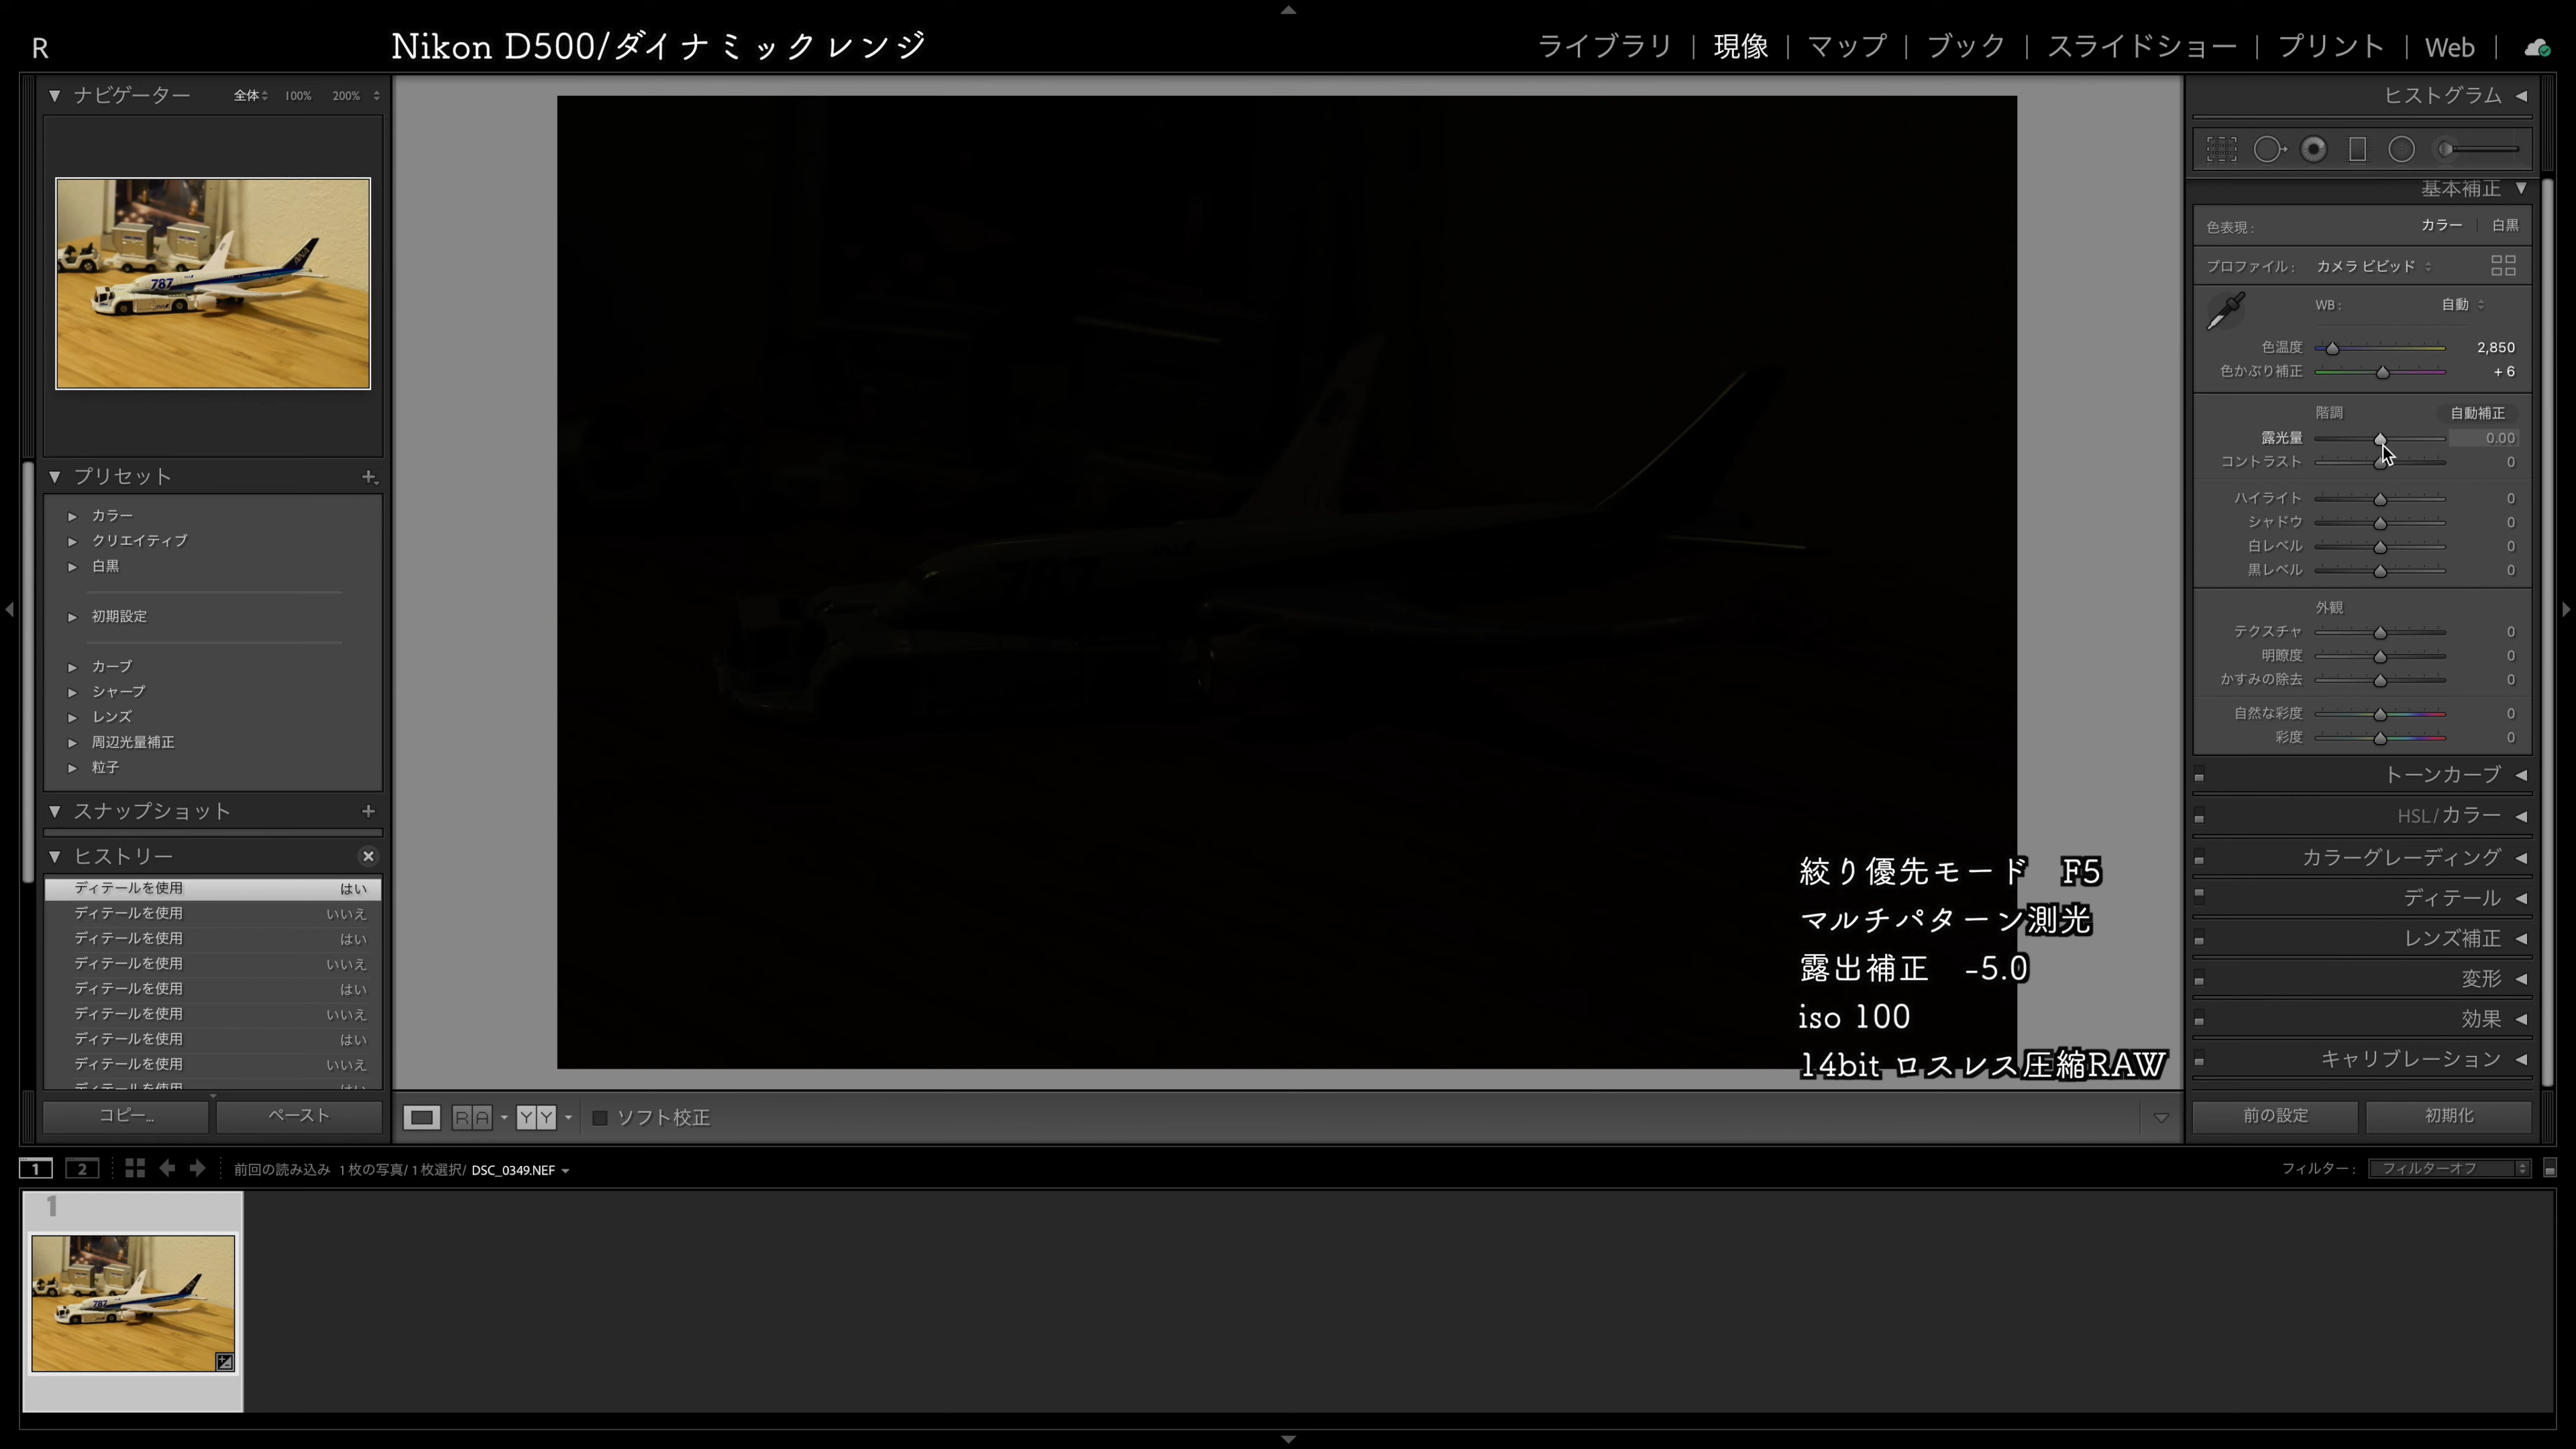 R
Nikon D500/ダイナミックレンジ
ライブラリ | 現像 | マップ | ブック | スライドショー | プリント | Web |
ナビゲーター 全体 100% 200%
787
ANA
プリセット
カラー
クリエイティブ
白黒
初期設定
カーブ
シャープ
レンズ
周辺光量補正
粒子
スナップショット
ヒストリー
ディテールを使用 はい
ディテールを使用 いいえ
ディテールを使用 はい
ディテールを使用 いいえ
ディテールを使用 はい
ディテールを使用 いいえ
ディテールを使用 はい
ディテールを使用 いいえ
ディテールを使用 はい
コピー... ペースト
787
絞り優先モード F5
マルチパターン測光
露出補正 -5.0
iso 100
14bit ロスレス圧縮RAW
RA YY ソフト校正
ヒストグラム
基本補正
色表現: カラー 白黒
プロファイル: カメラ ビビッド
WB: 自動
色温度 2,850
色かぶり補正 + 6
階調 自動補正
露光量 0.00
コントラスト 0
ハイライト 0
シャドウ 0
白レベル 0
黒レベル 0
外観
テクスチャ 0
明瞭度 0
かすみの除去 0
自然な彩度 0
彩度 0
トーンカーブ
HSL/カラー
カラーグレーディング
ディテール
レンズ補正
変形
効果
キャリブレーション
前の設定 初期化
1 2 前回の読み込み 1 枚の写真/ 1 枚選択/ DSC_0349.NEF
フィルター: フィルターオフ
1
787